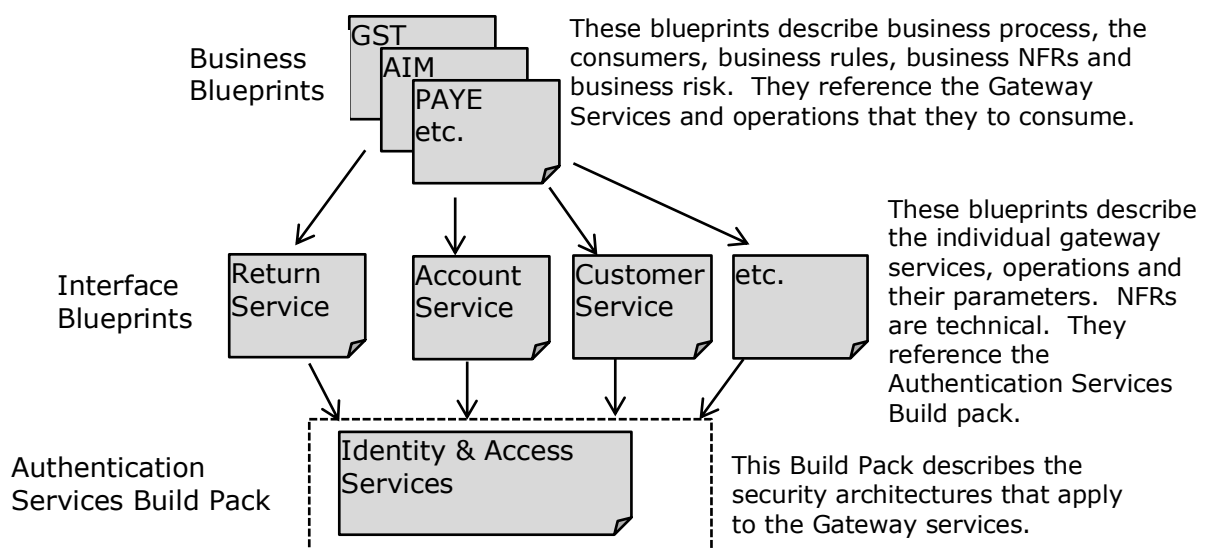 Business
Blueprints
GST
AIM
PAYE
etc.
These blueprints describe business process, the
consumers, business rules, business NFRs and
business risk.  They reference the Gateway
Services and operations that they to consume.
Interface
Blueprints
Return
Service
Account
Service
Customer
Service
etc.
These blueprints describe
the individual gateway
services, operations and
their parameters.  NFRs
are technical.  They
reference the
Authentication Services
Build pack.
Authentication
Services Build Pack
Identity & Access
Services
This Build Pack describes the
security architectures that apply
to the Gateway services.